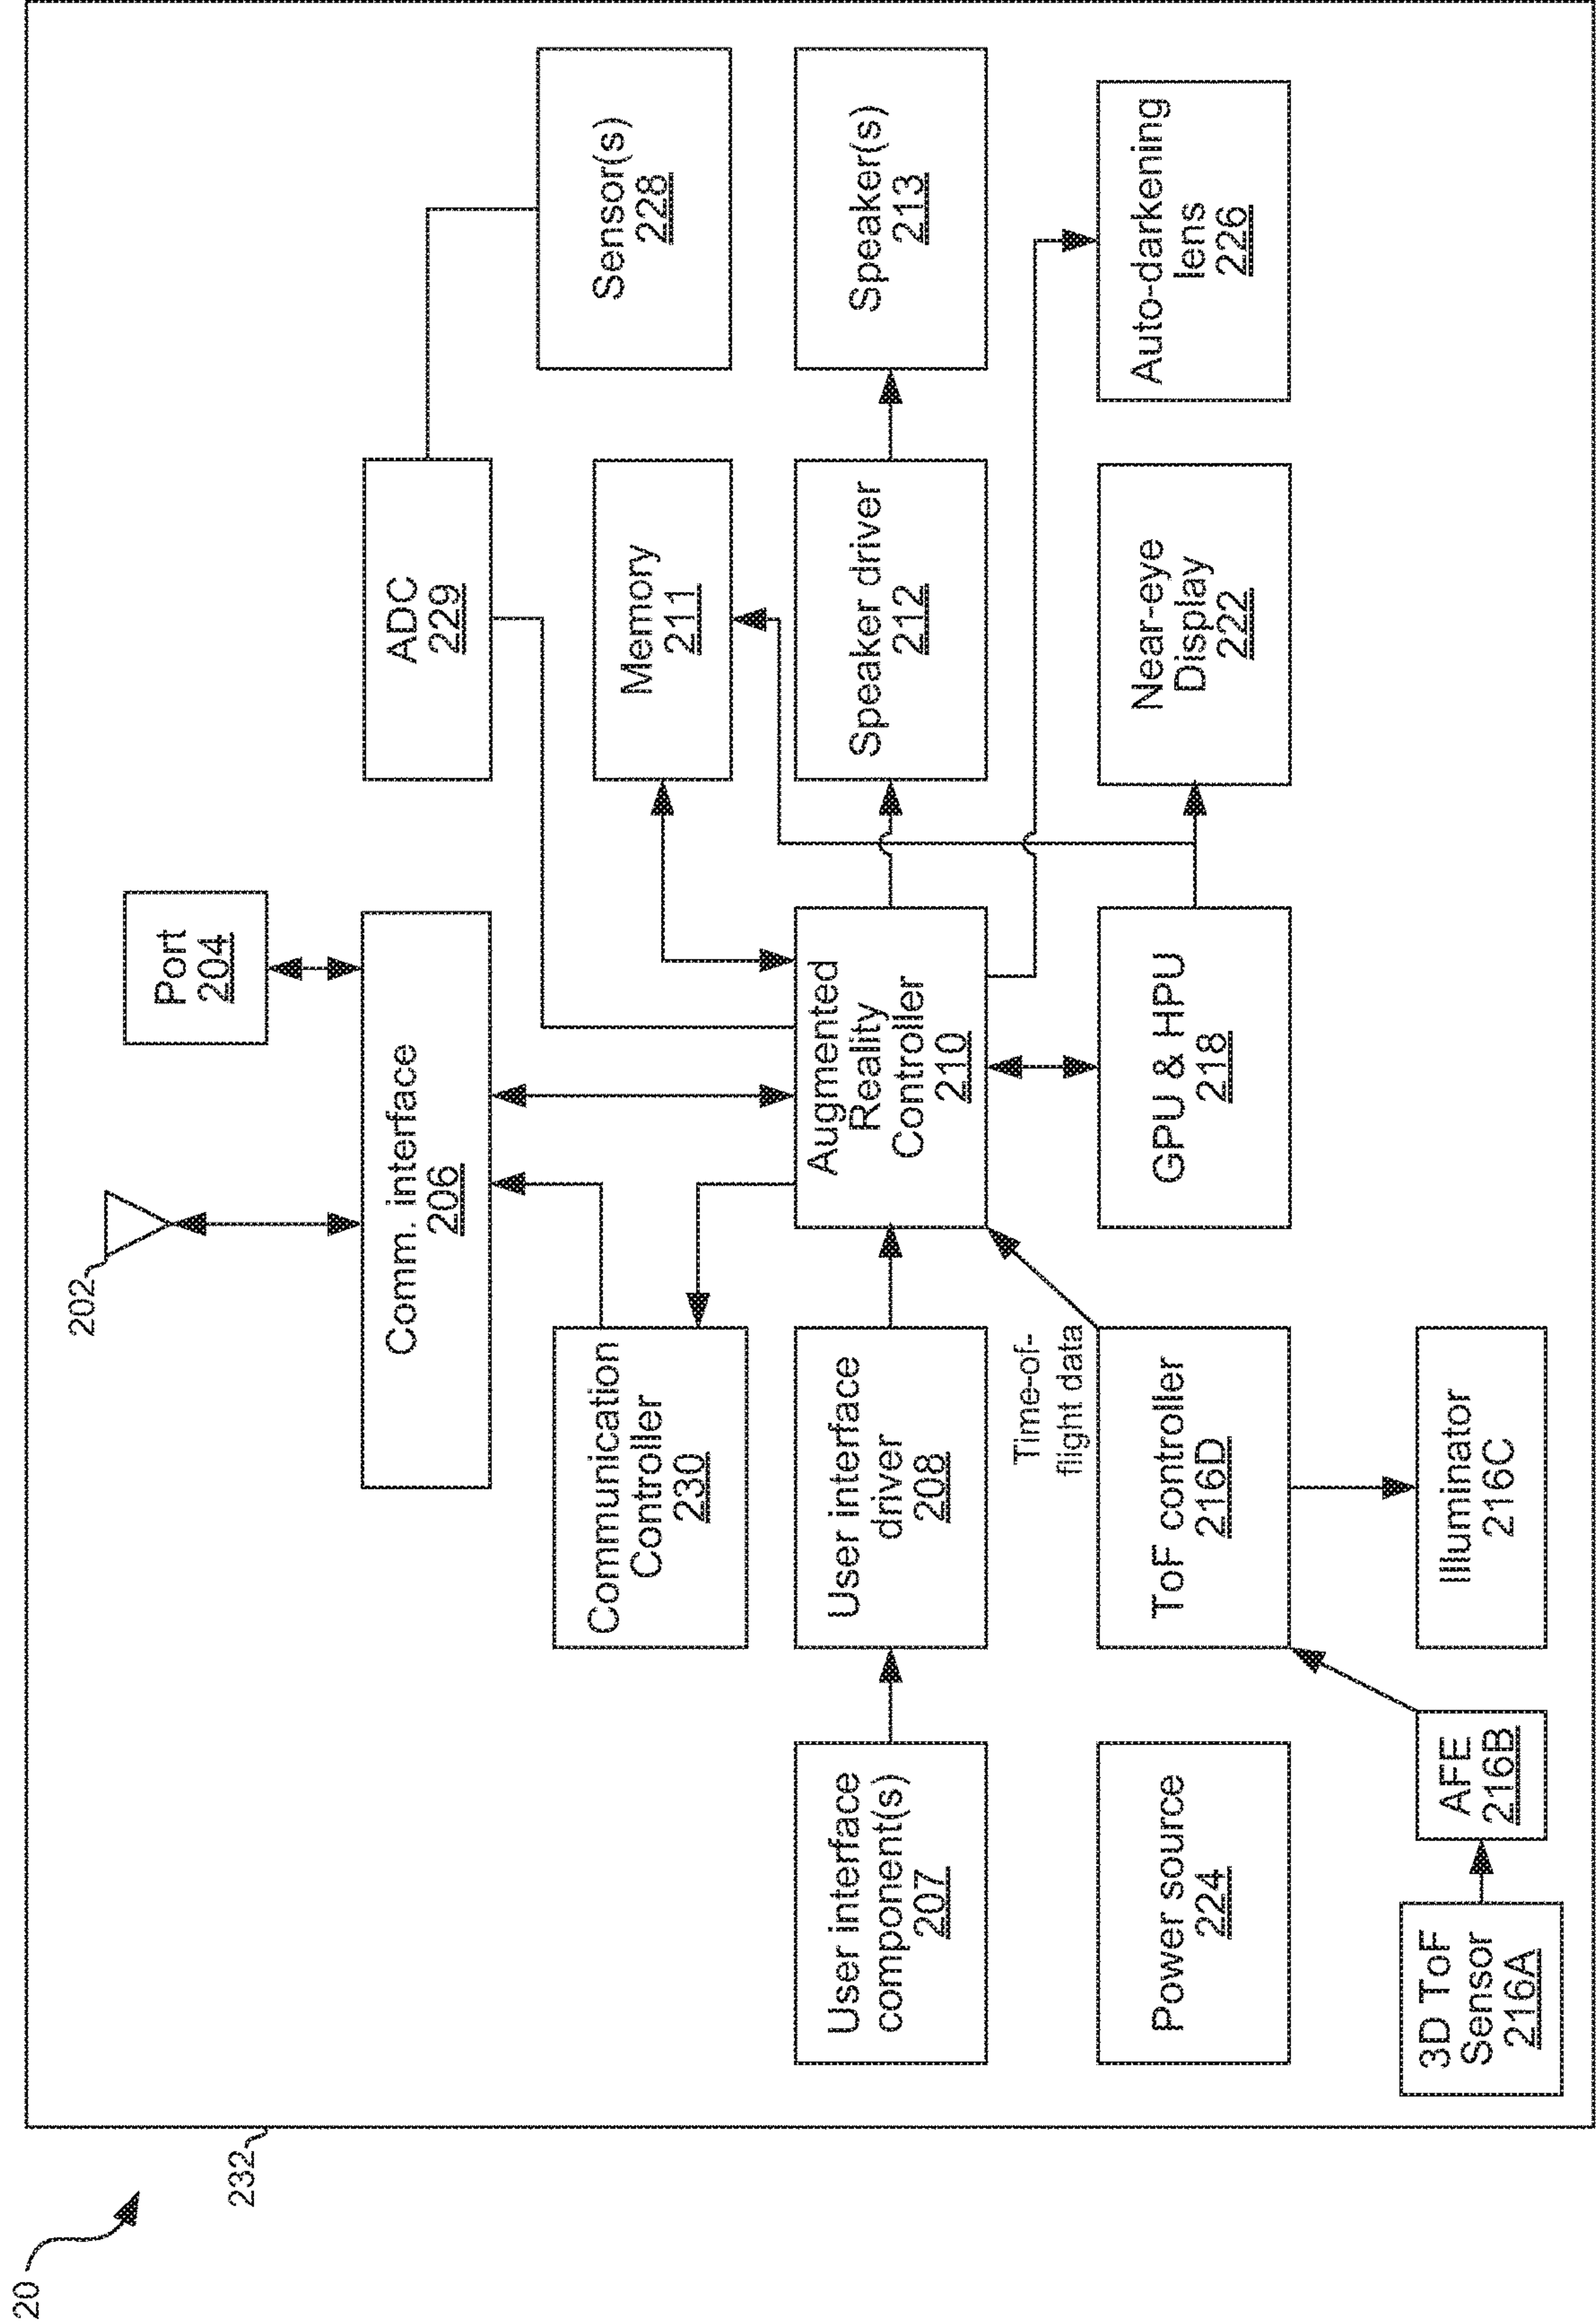 20
232
202
Port
204
Comm. interface
206
ADC
229
Communication
Controller
230
Memory
211
Sensor(s)
228
User interface
component(s)
207
User interface
driver
208
Augmented
Reality
Controller
210
Speaker driver
212
Speaker(s)
213
Time-of-
flight data
Power source
224
ToF controller
216D
GPU & HPU
218
Near-eye
Display
222
Auto-darkening
lens
226
3D ToF
Sensor
216A
AFE
216B
Illuminator
216C